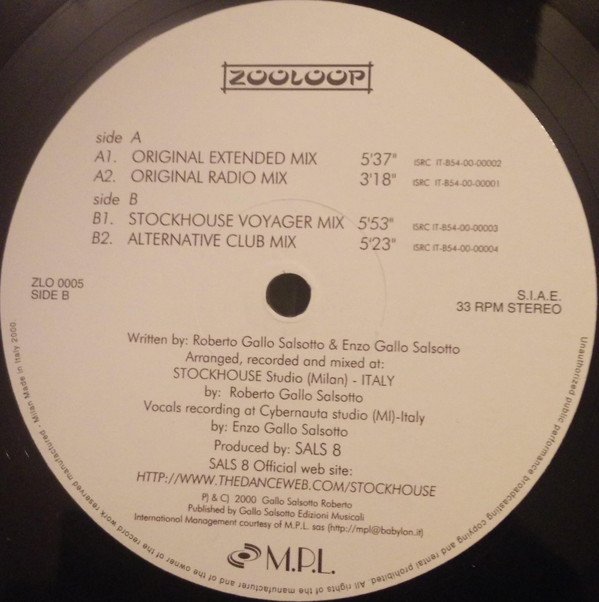 ZOOLOOP
side A
A1. ORIGINAL EXTENDED MIX 5'37" ISRC IT-B54-00-00002
A2. ORIGINAL RADIO MIX 3'18" ISRC IT-B54-00-00001
side B
B1. STOCKHOUSE VOYAGER MIX 5'53" ISRC IT-B54-00-00003
B2. ALTERNATIVE CLUB MIX 5'23" ISRC IT-B54-00-00004
ZLO 0005
SIDE B
S.I.A.E.
33 RPM STEREO
Written by: Roberto Gallo Salsotto & Enzo Gallo Salsotto
Arranged, recorded and mixed at:
STOCKHOUSE Studio (Milan) - ITALY
by: Roberto Gallo Salsotto
Vocals recording at Cybernauta studio (MI)-Italy
by: Enzo Gallo Salsotto
Produced by: SALS 8
SALS 8 Official web site:
HTTP://WWW.THEDANCEWEB.COM/STOCKHOUSE
P) & C) 2000 Gallo Salsotto Roberto
Published by Gallo Salsotto Edizioni Musicali
International Management courtesy of M.P.L. sas (http://mpl@babylon.it)
M.P.L.
Unauthorized public performance broadcasting copying and rental prohibited. All rights of the manufacturer and of the owner of the record work reserved manufactured: Milan Made in Italy 2000